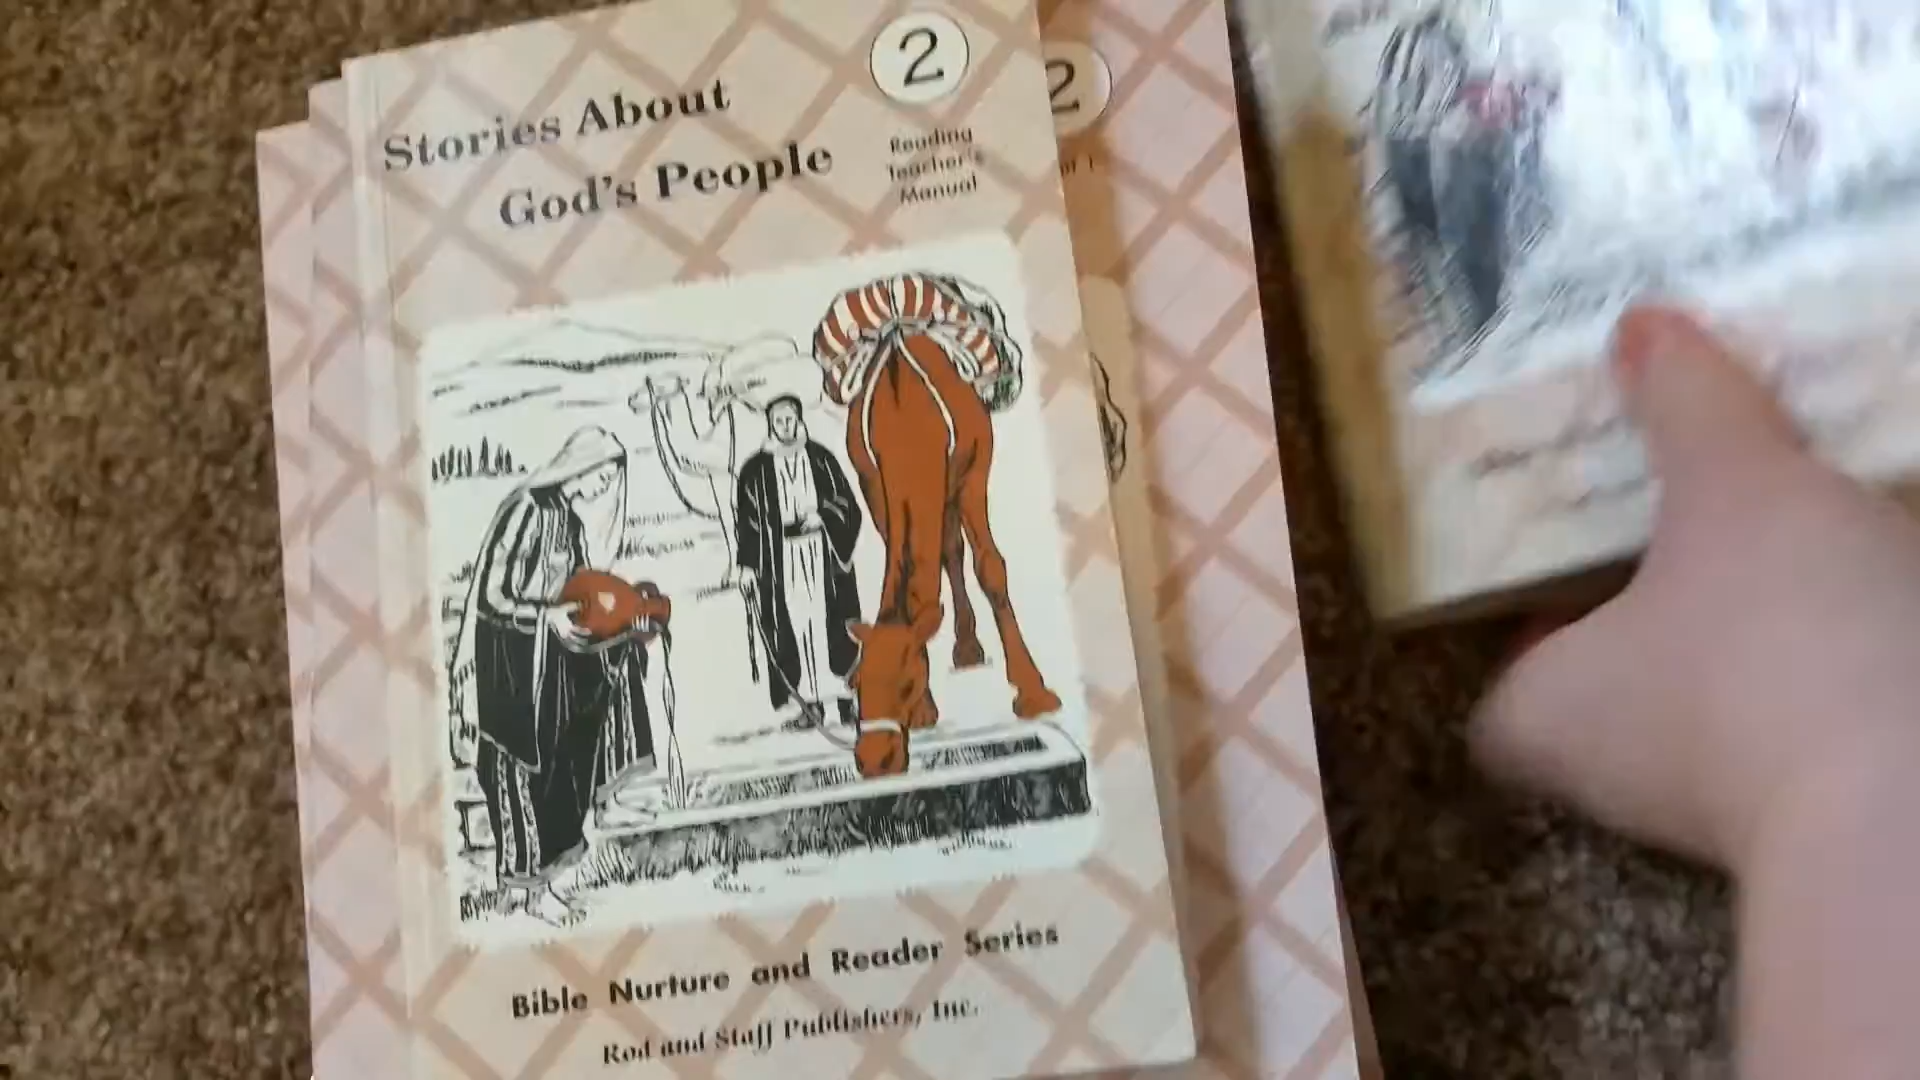 Stories About
God's People
2
Reading
Teacher's
Manual
2
Bible Nurture and Reader Series
Rod and Staff Publishers, Inc.